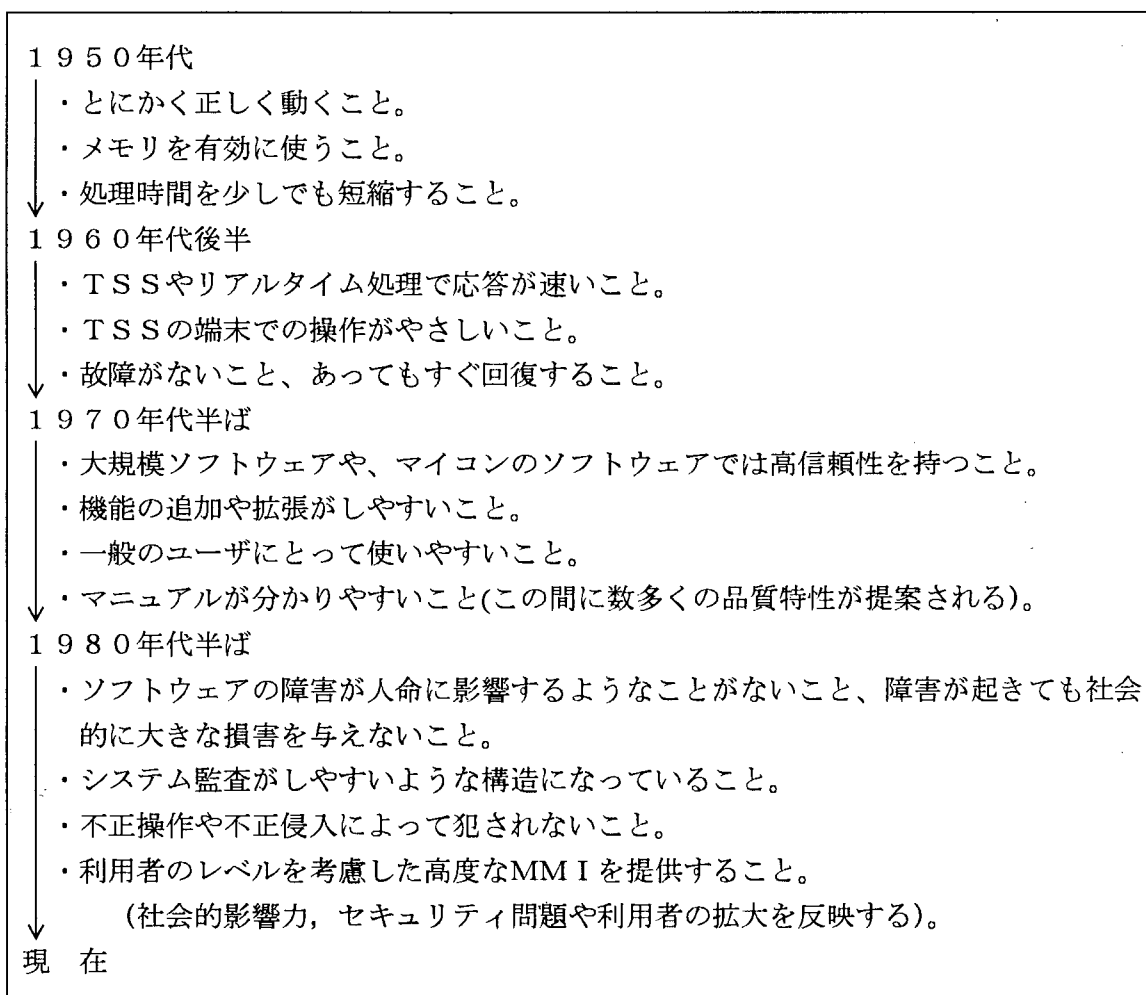 １９５０年代
・とにかく正しく動くこと。
・メモリを有効に使うこと。
・処理時間を少しでも短縮すること。
１９６０年代後半
・ＴＳＳやリアルタイム処理で応答が速いこと。
・ＴＳＳの端末での操作がやさしいこと。
・故障がないこと、あってもすぐ回復すること。
１９７０年代半ば
・大規模ソフトウェアや、マイコンのソフトウェアでは高信頼性を持つこと。
・機能の追加や拡張がしやすいこと。
・一般のユーザにとって使いやすいこと。
・マニュアルが分かりやすいこと(この間に数多くの品質特性が提案される)。
１９８０年代半ば
・ソフトウェアの障害が人命に影響するようなことがないこと、障害が起きても社会
的に大きな損害を与えないこと。
・システム監査がしやすいような構造になっていること。
・不正操作や不正侵入によって犯されないこと。
・利用者のレベルを考慮した高度なMMＩを提供すること。
(社会的影響力，セキュリティ問題や利用者の拡大を反映する)。
現　在